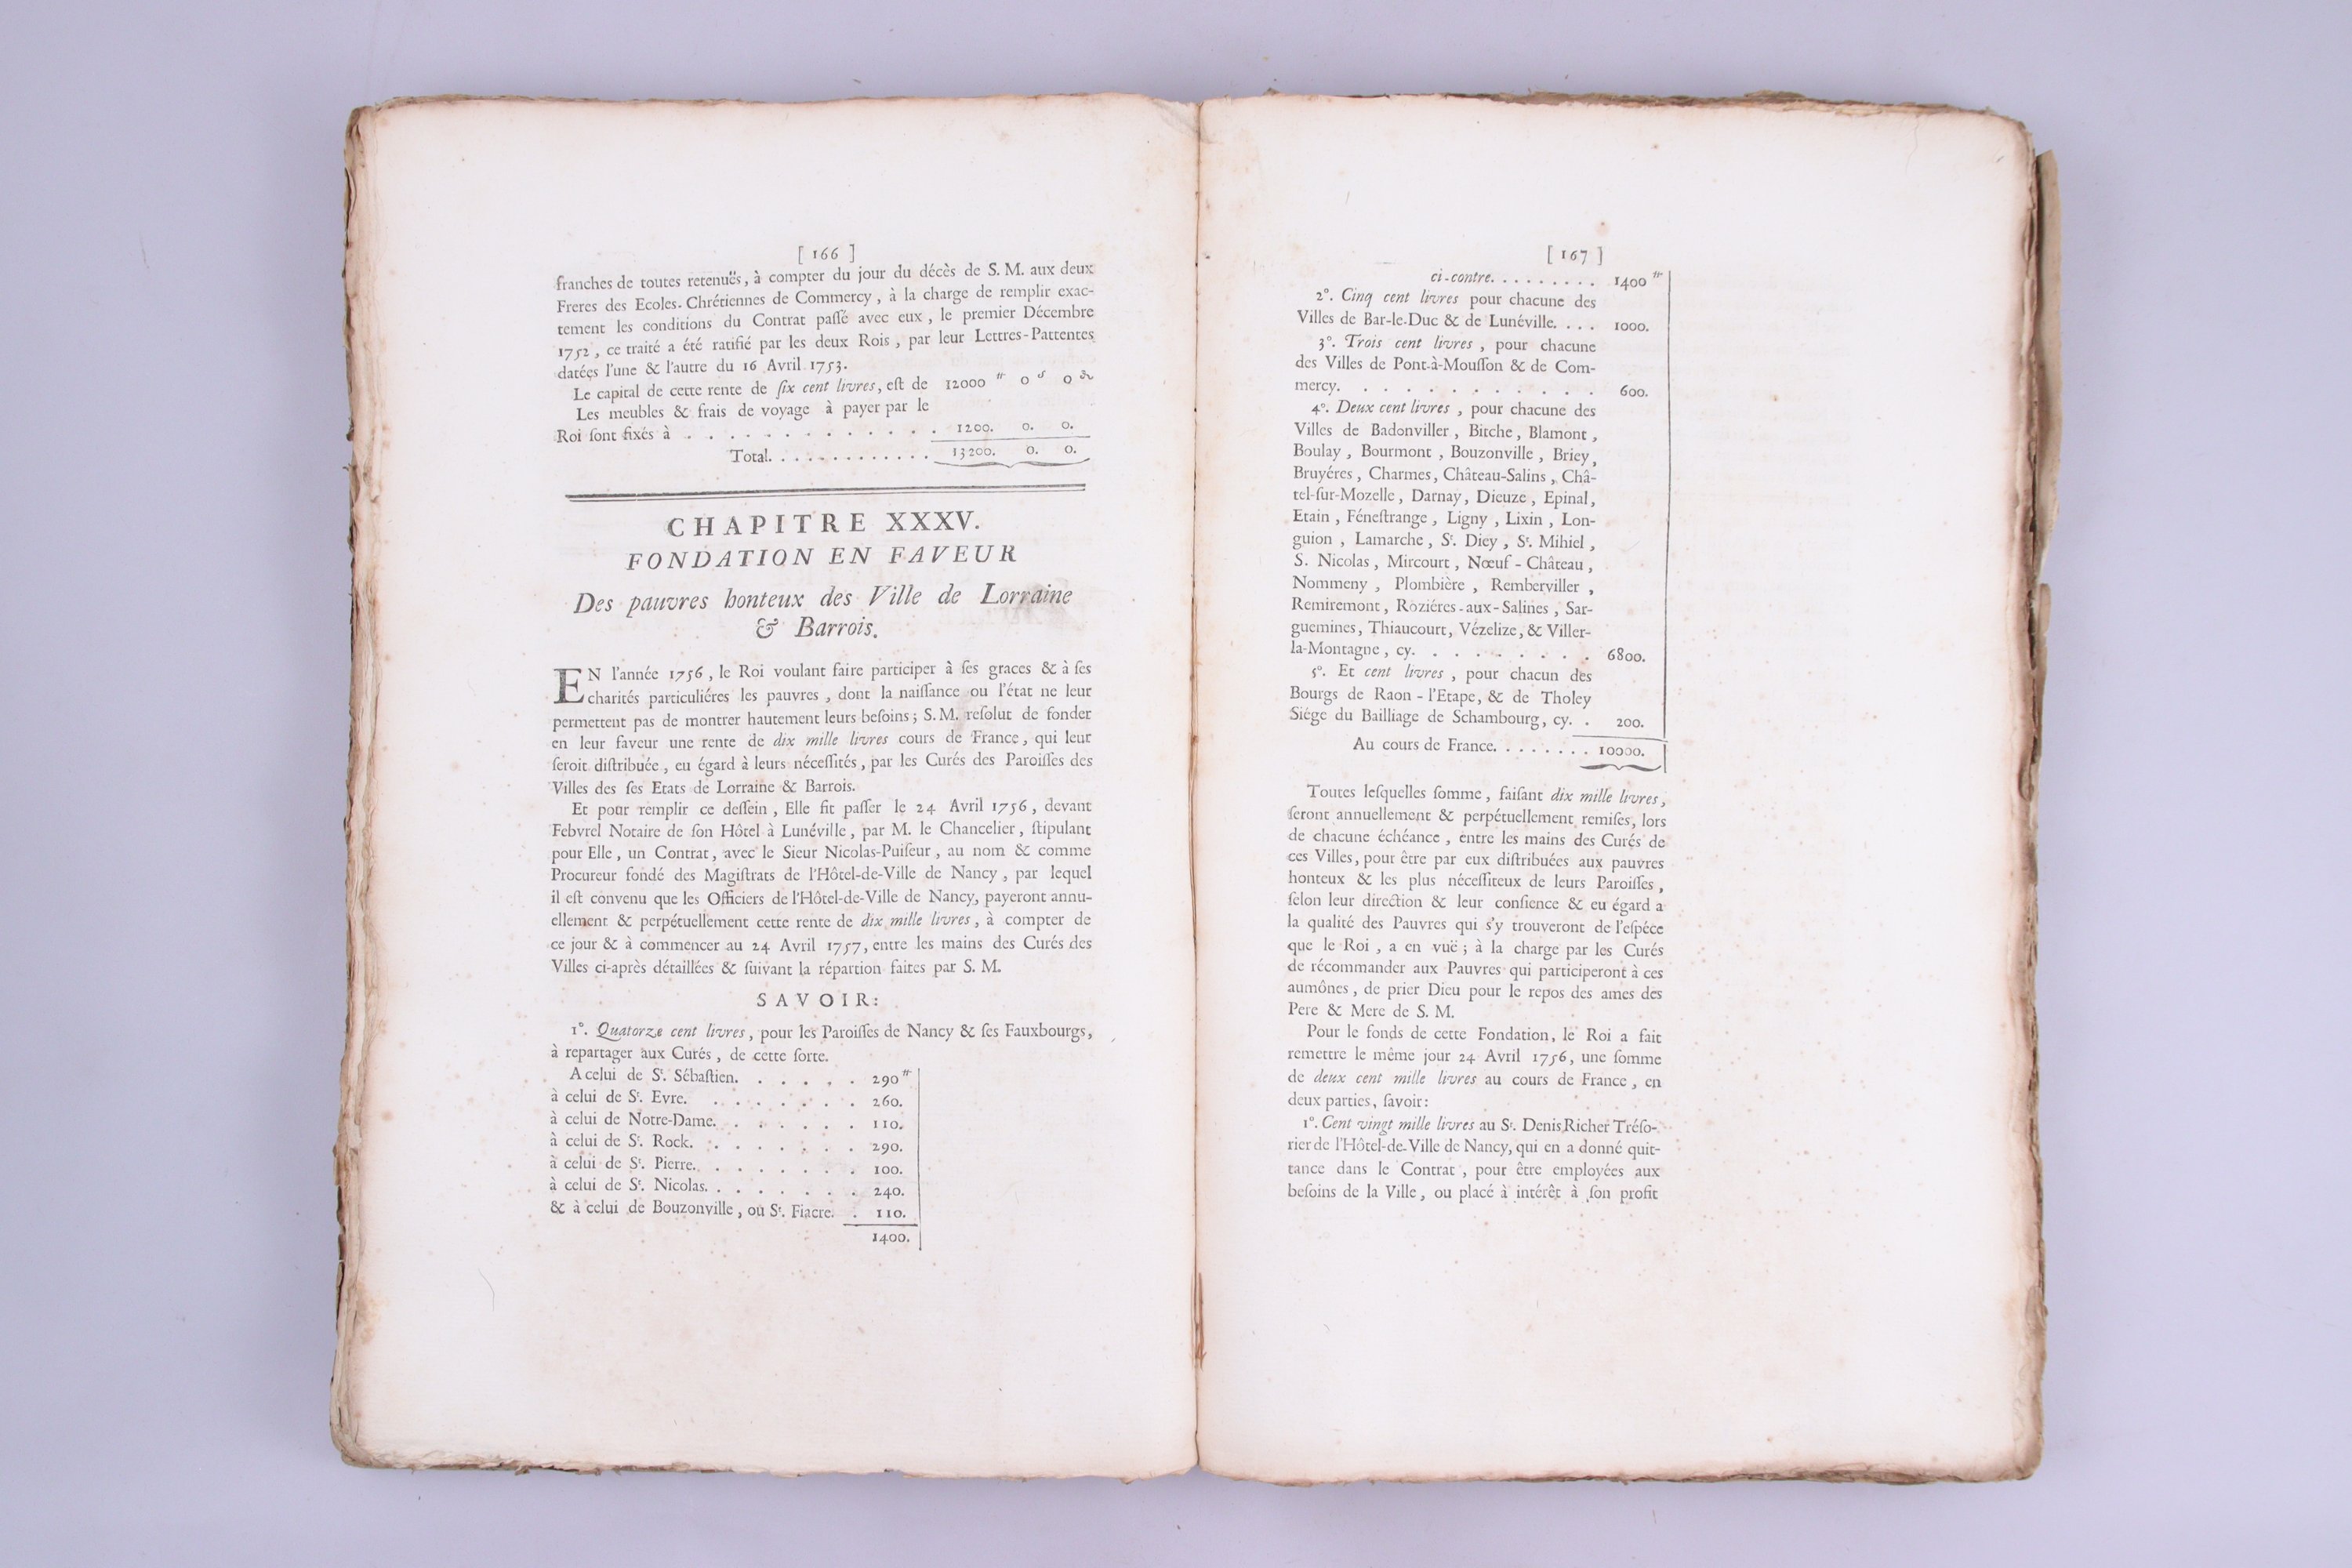 [ 166 ]
franches de toutes retenuës, à compter du jour du décès de S. M. aux deux
Freres des Ecoles-Chrétiennes de Commercy, à la charge de remplir exac-
tement les conditions du Contrat paſſé avec eux, le premier Décembre
1752, ce traité a été ratifié par les deux Rois, par leur Lettres-Pattentes
datées l'une & l'autre du 16 Avril 1753.
Le capital de cette rente de ſix cent livres, eſt de 12000 ₶ 0 ˢ 0 ₰
Les meubles & frais de voyage à payer par le
Roi ſont fixés à . . . . . . . . . . . . . 1200. 0. 0.
Total. . . . . . . . . . . . 13200. 0. 0.
CHAPITRE XXXV.
FONDATION EN FAVEUR
Des pauvres honteux des Ville de Lorraine
& Barrois.
EN l'année 1756, le Roi voulant faire participer à ſes graces & à ſes
charités particuliéres les pauvres, dont la naiſſance ou l'état ne leur
permettent pas de montrer hautement leurs beſoins; S. M. reſolut de fonder
en leur faveur une rente de dix mille livres cours de France, qui leur
ſeroit diſtribuée, eu égard à leurs néceſſités, par les Curés des Paroiſſes des
Villes des ſes Etats de Lorraine & Barrois.
Et pour remplir ce deſſein, Elle fit paſſer le 24 Avril 1756, devant
Febvrel Notaire de ſon Hôtel à Lunéville, par M. le Chancelier, ſtipulant
pour Elle, un Contrat, avec le Sieur Nicolas-Puiſeur, au nom & comme
Procureur fondé des Magiſtrats de l'Hôtel-de-Ville de Nancy, par lequel
il eſt convenu que les Officiers de l'Hôtel-de-Ville de Nancy, payeront annu-
ellement & perpétuellement cette rente de dix mille livres, à compter de
ce jour & à commencer au 24 Avril 1757, entre les mains des Curés des
Villes ci-après détaillées & ſuivant la répartion faites par S. M.
SAVOIR:
1°. Quatorze cent livres, pour les Paroiſſes de Nancy & ſes Fauxbourgs,
à repartager aux Curés, de cette ſorte.
A celui de Sᵗ. Sébaſtien. . . . . . 290 ₶
à celui de Sᵗ. Evre. . . . . . . . 260.
à celui de Notre-Dame. . . . . . . 110.
à celui de Sᵗ. Rock. . . . . . . . 290.
à celui de Sᵗ. Pierre. . . . . . . . 100.
à celui de Sᵗ. Nicolas. . . . . . . . 240.
& à celui de Bouzonville, où Sᵗ. Fiacre. . 110.
1400.
[ 167 ]
ci-contre. . . . . . . . . 1400 ₶
2°. Cinq cent livres pour chacune des
Villes de Bar-le-Duc & de Lunéville. . . . 1000.
3°. Trois cent livres, pour chacune
des Villes de Pont-à-Mouſſon & de Com-
mercy. . . . . . . . . . . . 600.
4°. Deux cent livres, pour chacune des
Villes de Badonviller, Bitche, Blamont,
Boulay, Bourmont, Bouzonville, Briey,
Bruyéres, Charmes, Château-Salins, Châ-
tel-ſur-Mozelle, Darnay, Dieuze, Epinal,
Etain, Féneſtrange, Ligny, Lixin, Lon-
guion, Lamarche, Sᵗ. Diey, Sᵗ. Mihiel,
S. Nicolas, Mircourt, Nœuf-Château,
Nommeny, Plombière, Remberviller,
Remiremont, Roziéres-aux-Salines, Sar-
guemines, Thiaucourt, Vézelize, & Viller-
la-Montagne, cy. . . . . . . . . 6800.
5°. Et cent livres, pour chacun des
Bourgs de Raon-l'Etape, & de Tholey
Siége du Bailliage de Schambourg, cy. . 200.
Au cours de France. . . . . . . . 10000.
Toutes leſquelles ſomme, faiſant dix mille livres,
ſeront annuellement & perpétuellement remiſes, lors
de chacune échéance, entre les mains des Curés de
ces Villes, pour être par eux diſtribuées aux pauvres
honteux & les plus néceſſiteux de leurs Paroiſſes,
ſelon leur direction & leur conſience & eu égard a
la qualité des Pauvres qui s'y trouveront de l'eſpéce
que le Roi, a en vuë; à la charge par les Curés
de récommander aux Pauvres qui participeront à ces
aumônes, de prier Dieu pour le repos des ames des
Pere & Mere de S. M.
Pour le fonds de cette Fondation, le Roi a fait
remettre le même jour 24 Avril 1756, une ſomme
de deux cent mille livres au cours de France, en
deux parties, ſavoir:
1°. Cent vingt mille livres au Sʳ. Denis Richer Tréſo-
rier de l'Hôtel-de-Ville de Nancy, qui en a donné quit-
tance dans le Contrat, pour être employées aux
beſoins de la Ville, ou placé à intérêt à ſon profit